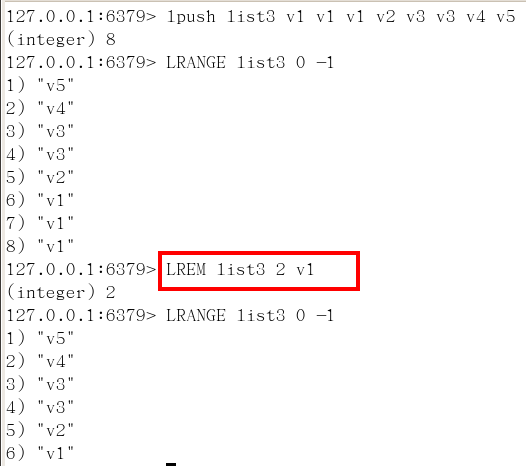 127.0.0.1:6379> lpush list3 v1 v1 v1 v2 v3 v3 v4 v5
(integer) 8
127.0.0.1:6379> LRANGE list3 0 -1
1) "v5"
2) "v4"
3) "v3"
4) "v3"
5) "v2"
6) "v1"
7) "v1"
8) "v1"
127.0.0.1:6379> LREM list3 2 v1
(integer) 2
127.0.0.1:6379> LRANGE list3 0 -1
1) "v5"
2) "v4"
3) "v3"
4) "v3"
5) "v2"
6) "v1"